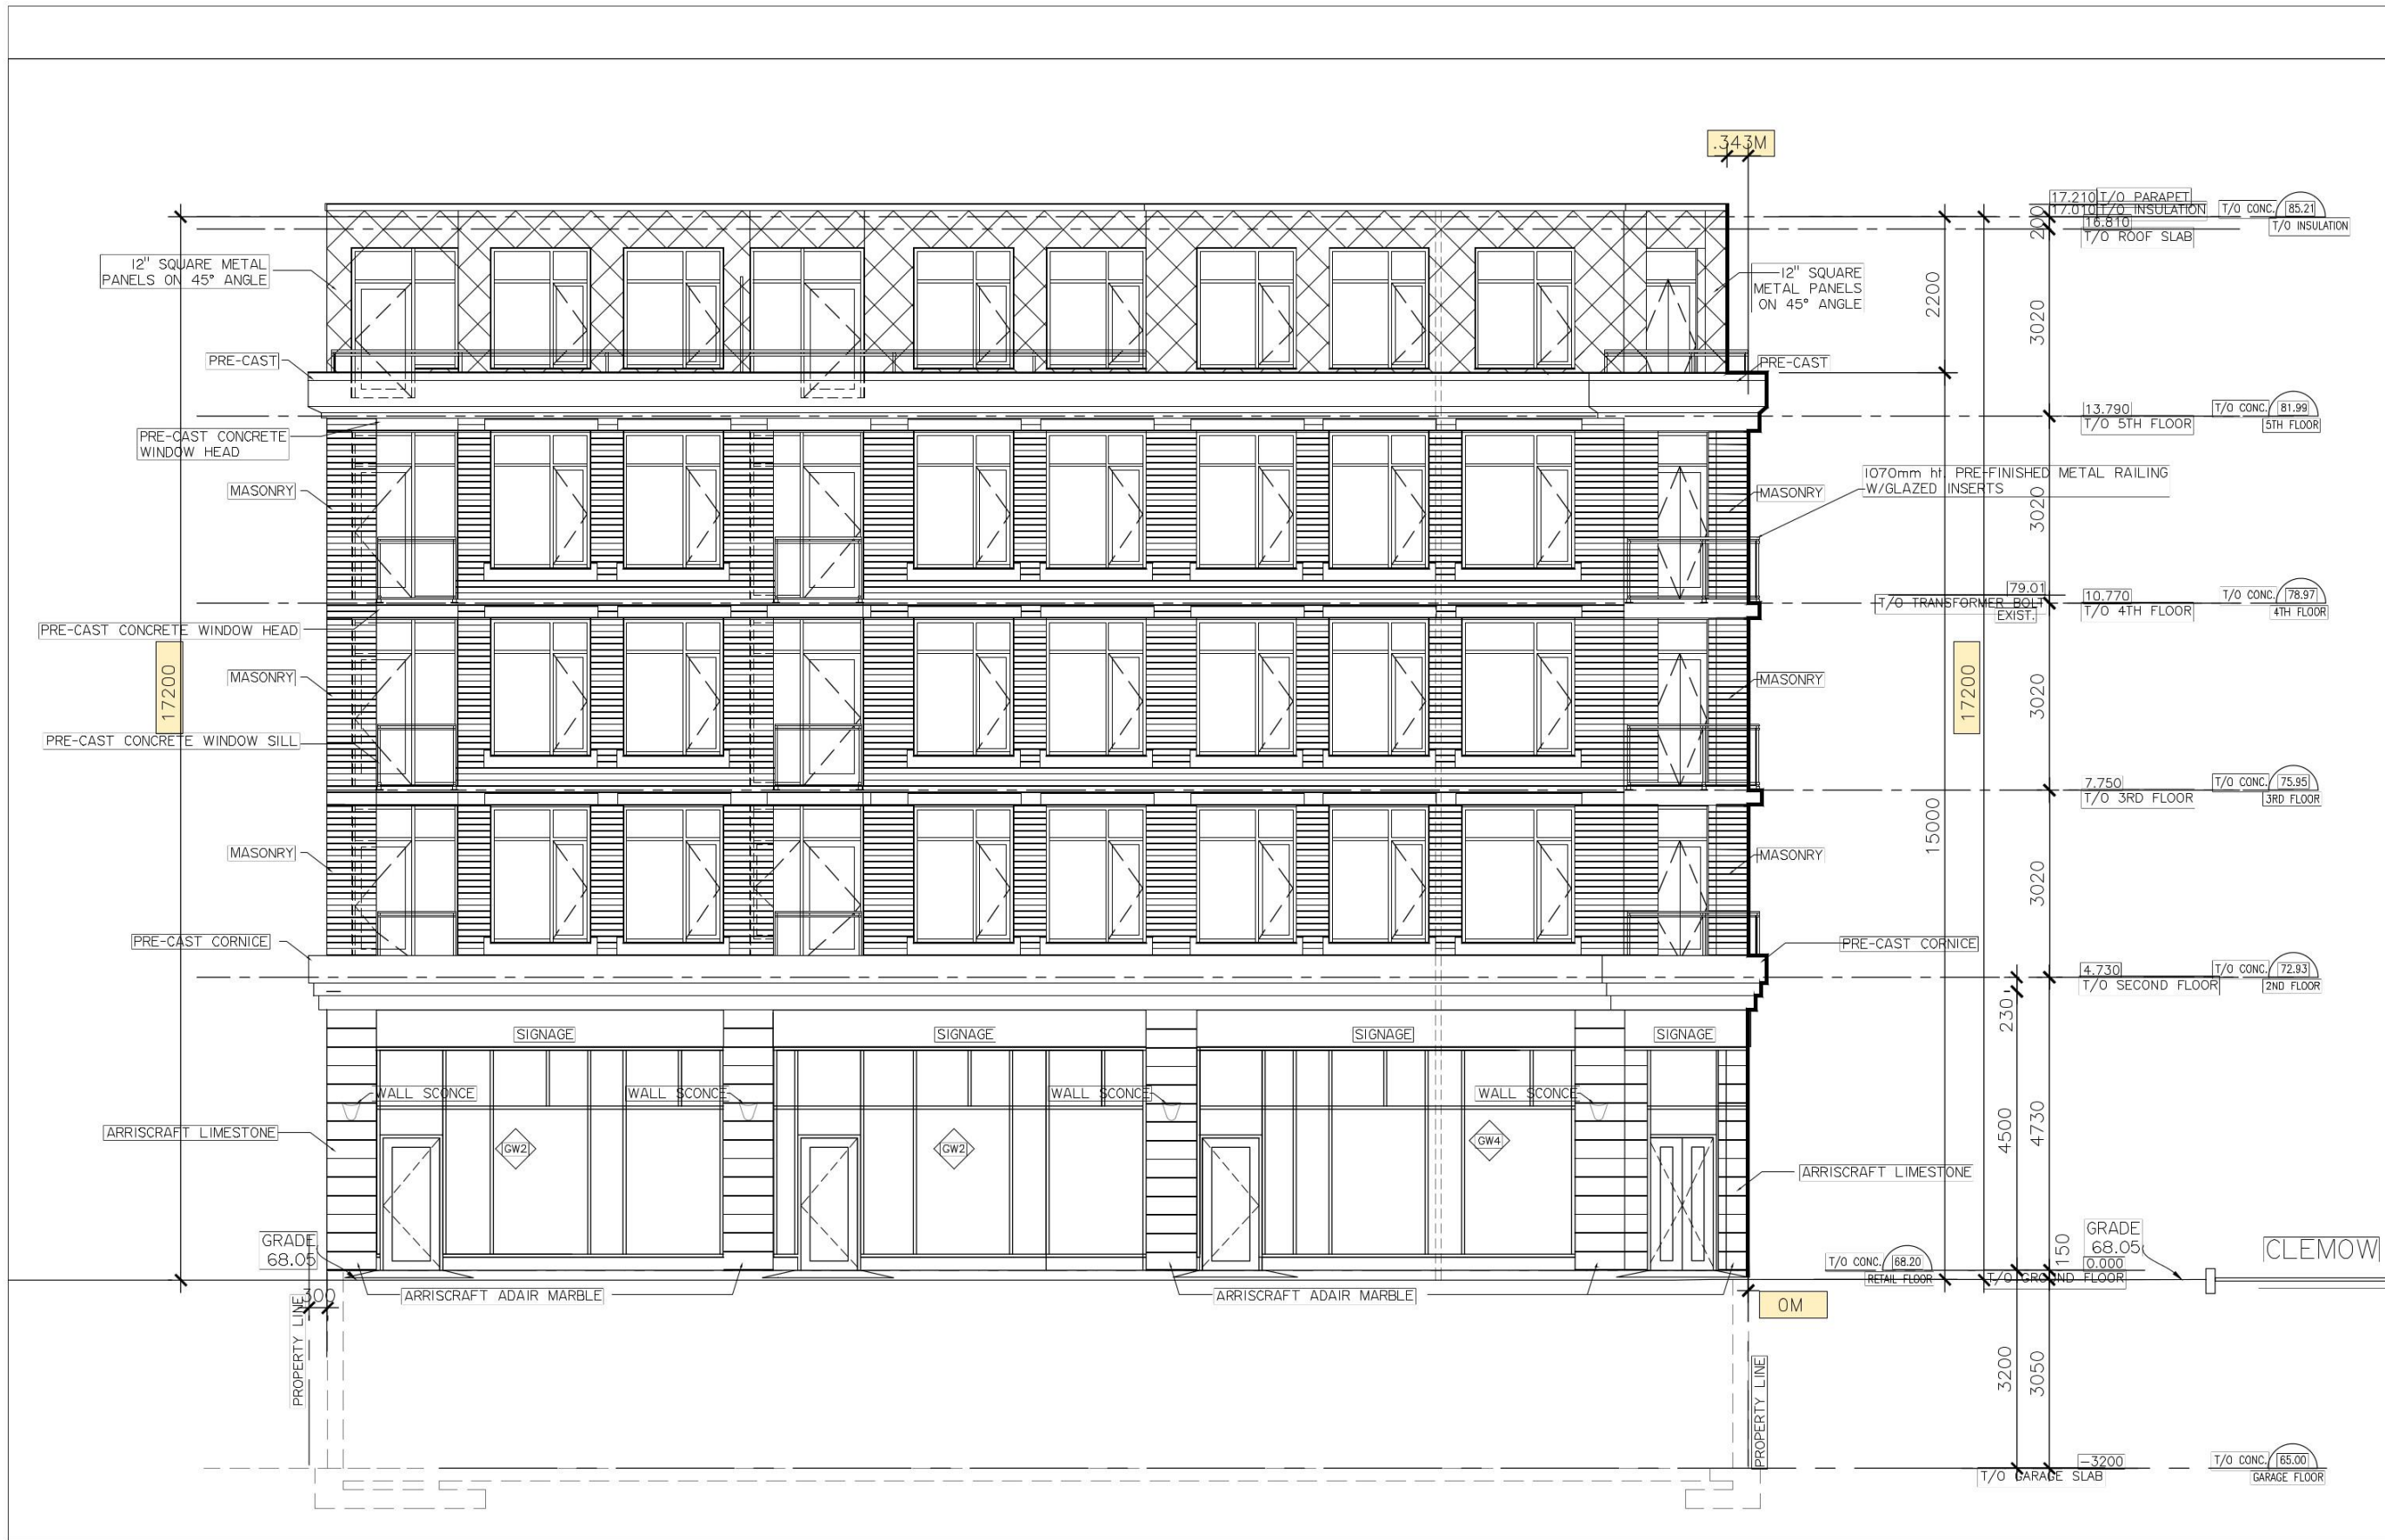 .343M
17.210 T/O PARAPET
17.010 T/O INSULATION
16.810
T/O ROOF SLAB
T/O CONC. 85.21
T/O INSULATION
200
12" SQUARE METAL
PANELS ON 45° ANGLE
12" SQUARE
METAL PANELS
ON 45° ANGLE
2200
3020
PRE-CAST
PRE-CAST
13.790
T/O 5TH FLOOR
T/O CONC. 81.99
5TH FLOOR
PRE-CAST CONCRETE
WINDOW HEAD
MASONRY
MASONRY
1070mm ht. PRE-FINISHED METAL RAILING
W/GLAZED INSERTS
3020
79.01
T/O TRANSFORMER BOLT
EXIST.
10.770
T/O 4TH FLOOR
T/O CONC. 78.97
4TH FLOOR
PRE-CAST CONCRETE WINDOW HEAD
17200
MASONRY
MASONRY
17200
3020
PRE-CAST CONCRETE WINDOW SILL
7.750
T/O 3RD FLOOR
T/O CONC. 75.95
3RD FLOOR
15000
MASONRY
MASONRY
3020
PRE-CAST CORNICE
PRE-CAST CORNICE
4.730
T/O SECOND FLOOR
T/O CONC. 72.93
2ND FLOOR
230
SIGNAGE
SIGNAGE
SIGNAGE
SIGNAGE
WALL SCONCE
WALL SCONCE
WALL SCONCE
WALL SCONCE
ARRISCRAFT LIMESTONE
GW2
GW2
GW4
4500
4730
ARRISCRAFT LIMESTONE
GRADE
68.05
T/O CONC. 68.20
RETAIL FLOOR
150
GRADE
68.05
0.000
T/O GROUND FLOOR
CLEMOW
300
ARRISCRAFT ADAIR MARBLE
ARRISCRAFT ADAIR MARBLE
0M
PROPERTY LINE
PROPERTY LINE
3200
3050
-3200
T/O GARAGE SLAB
T/O CONC. 65.00
GARAGE FLOOR